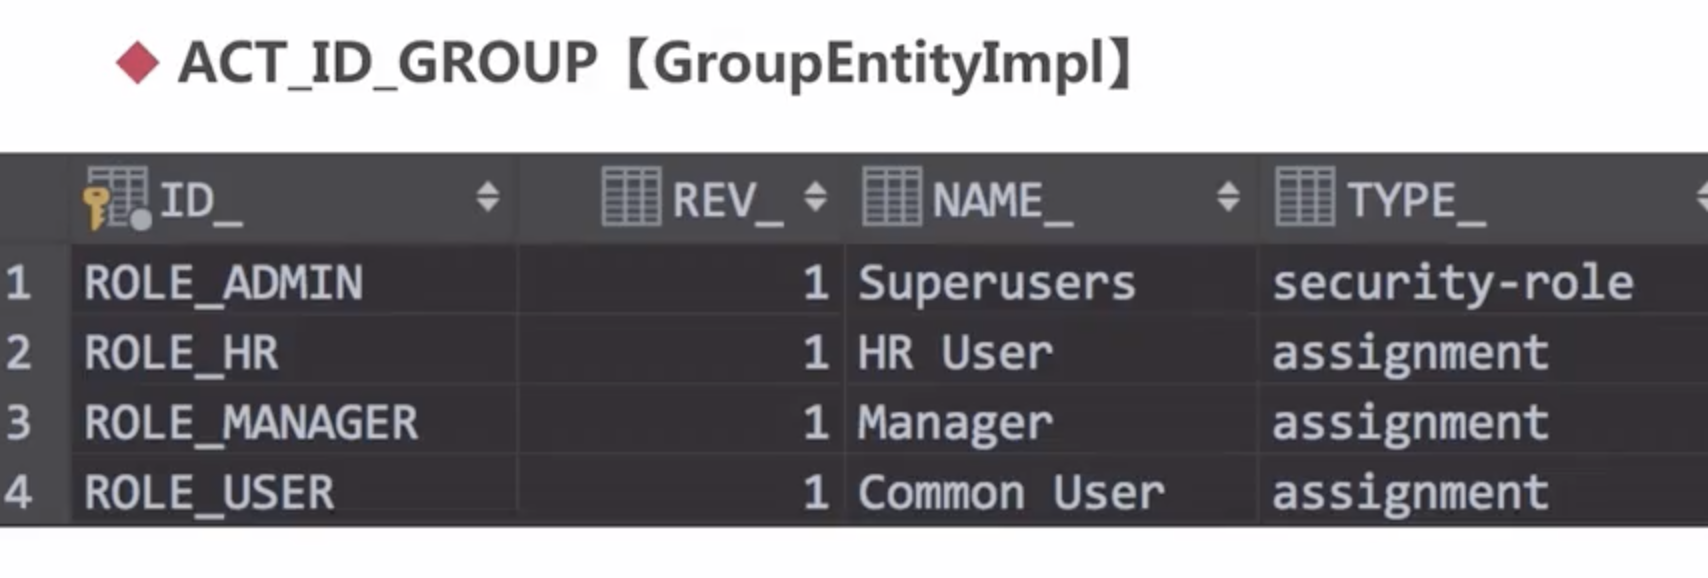 ACT_ID_GROUP【GroupEntityImpl】
ID_ REV_ NAME_ TYPE_
1 ROLE_ADMIN 1 Superusers security-role
2 ROLE_HR 1 HR User assignment
3 ROLE_MANAGER 1 Manager assignment
4 ROLE_USER 1 Common User assignment